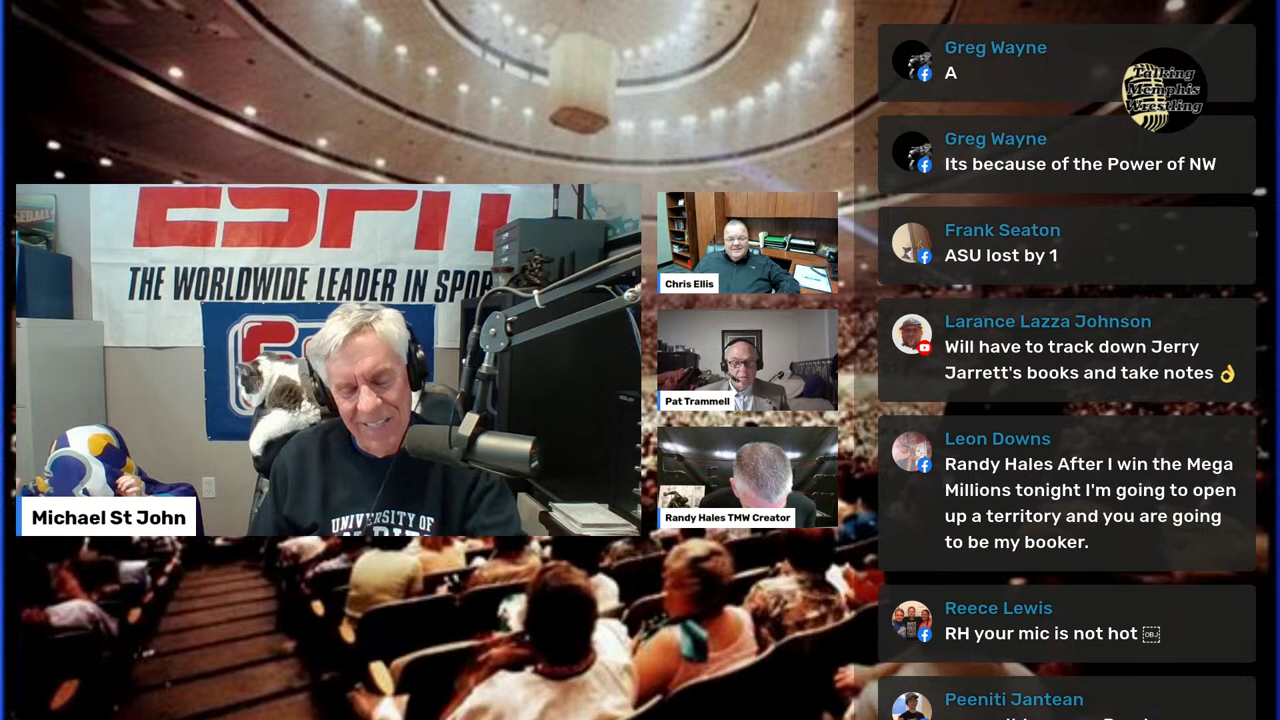 ESPN
THE WORLDWIDE LEADER IN SPOR
UNIVERSITY OF
Michael St John
Chris Ellis
Pat Trammell
Randy Hales TMW Creator
Talking
Memphis
Wrestling
Greg Wayne
A
Greg Wayne
Its because of the Power of NW
Frank Seaton
ASU lost by 1
Larance Lazza Johnson
Will have to track down Jerry
Jarrett's books and take notes 👌
Leon Downs
Randy Hales After I win the Mega
Millions tonight I'm going to open
up a territory and you are going
to be my booker.
Reece Lewis
RH your mic is not hot ￼
Peeniti Jantean